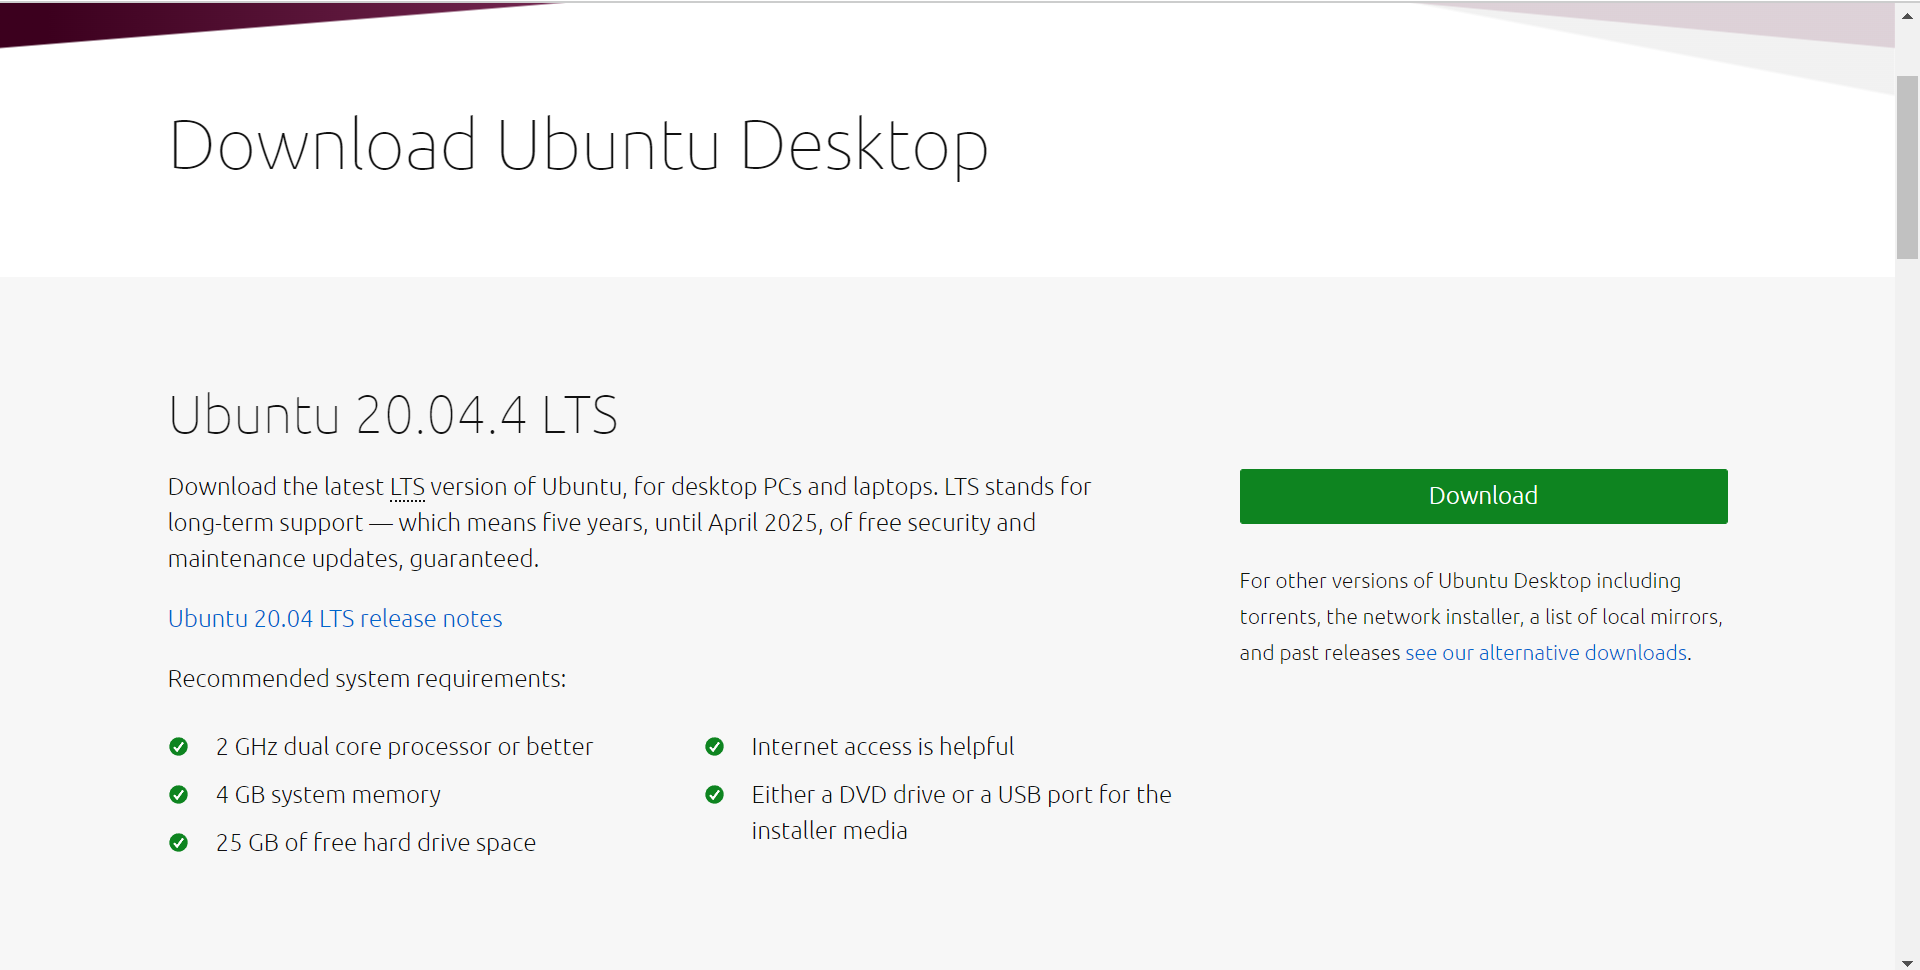 Download Ubuntu Desktop
Ubuntu 20.04.4 LTS
Download the latest LTS version of Ubuntu, for desktop PCs and laptops. LTS stands for
long-term support — which means five years, until April 2025, of free security and
maintenance updates, guaranteed.
Ubuntu 20.04 LTS release notes
Recommended system requirements:
2 GHz dual core processor or better
4 GB system memory
25 GB of free hard drive space
Internet access is helpful
Either a DVD drive or a USB port for the
installer media
Download
For other versions of Ubuntu Desktop including
torrents, the network installer, a list of local mirrors,
and past releases see our alternative downloads.